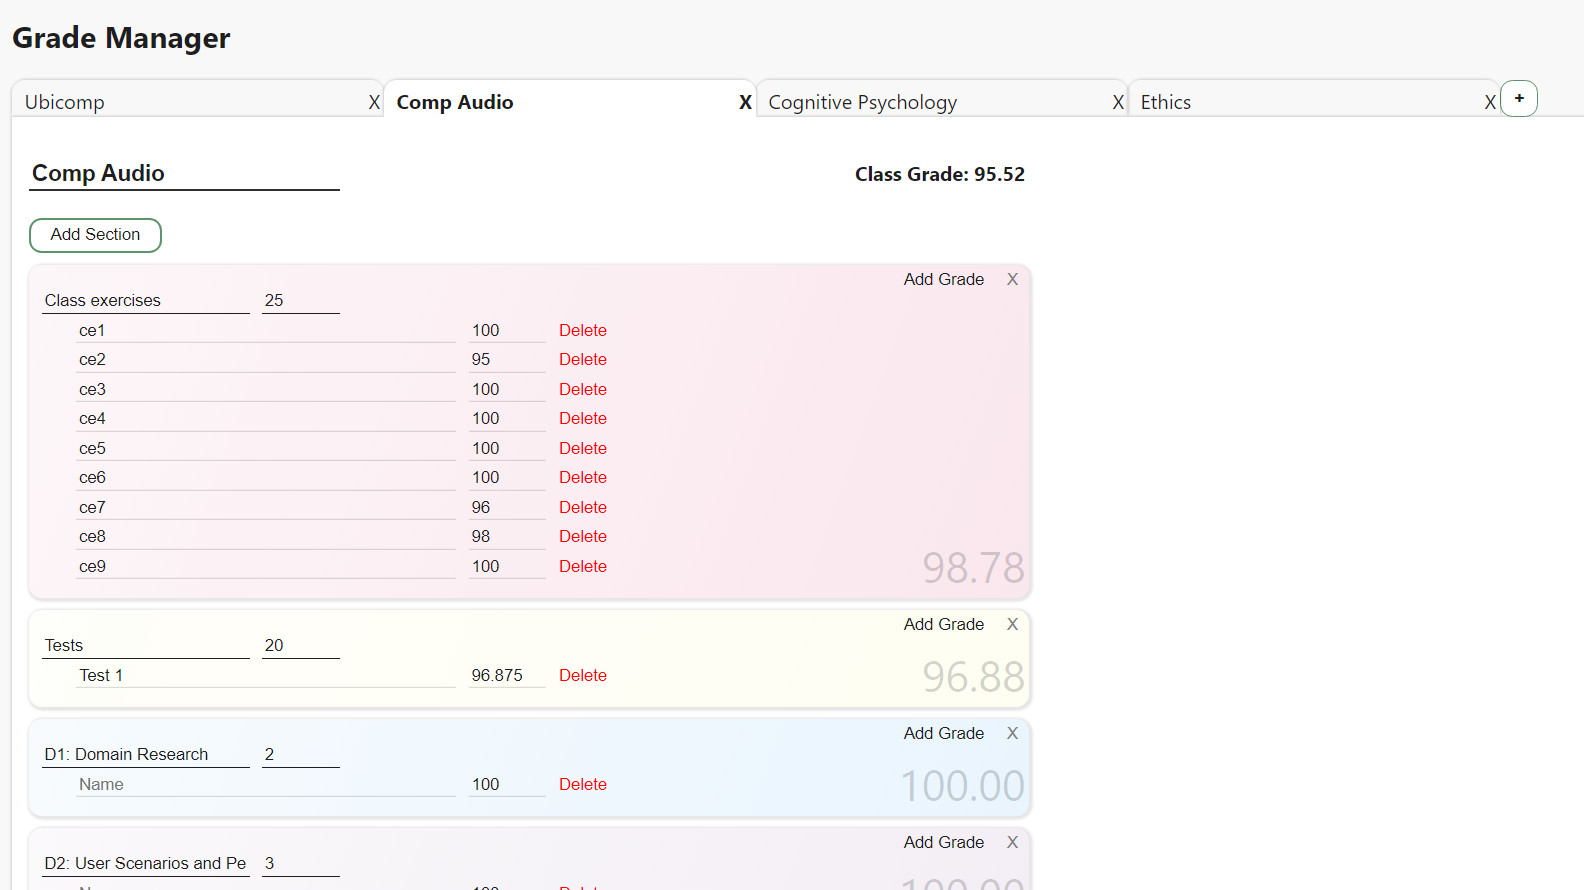 Grade Manager
Ubicomp X Comp Audio X Cognitive Psychology X Ethics X +
Comp Audio Class Grade: 95.52
Add Section
Add Grade X
Class exercises 25
ce1 100 Delete
ce2 95 Delete
ce3 100 Delete
ce4 100 Delete
ce5 100 Delete
ce6 100 Delete
ce7 96 Delete
ce8 98 Delete
ce9 100 Delete
98.78
Add Grade X
Tests 20
Test 1 96.875 Delete
96.88
Add Grade X
D1: Domain Research 2
Name 100 Delete
100.00
Add Grade X
D2: User Scenarios and Pe 3